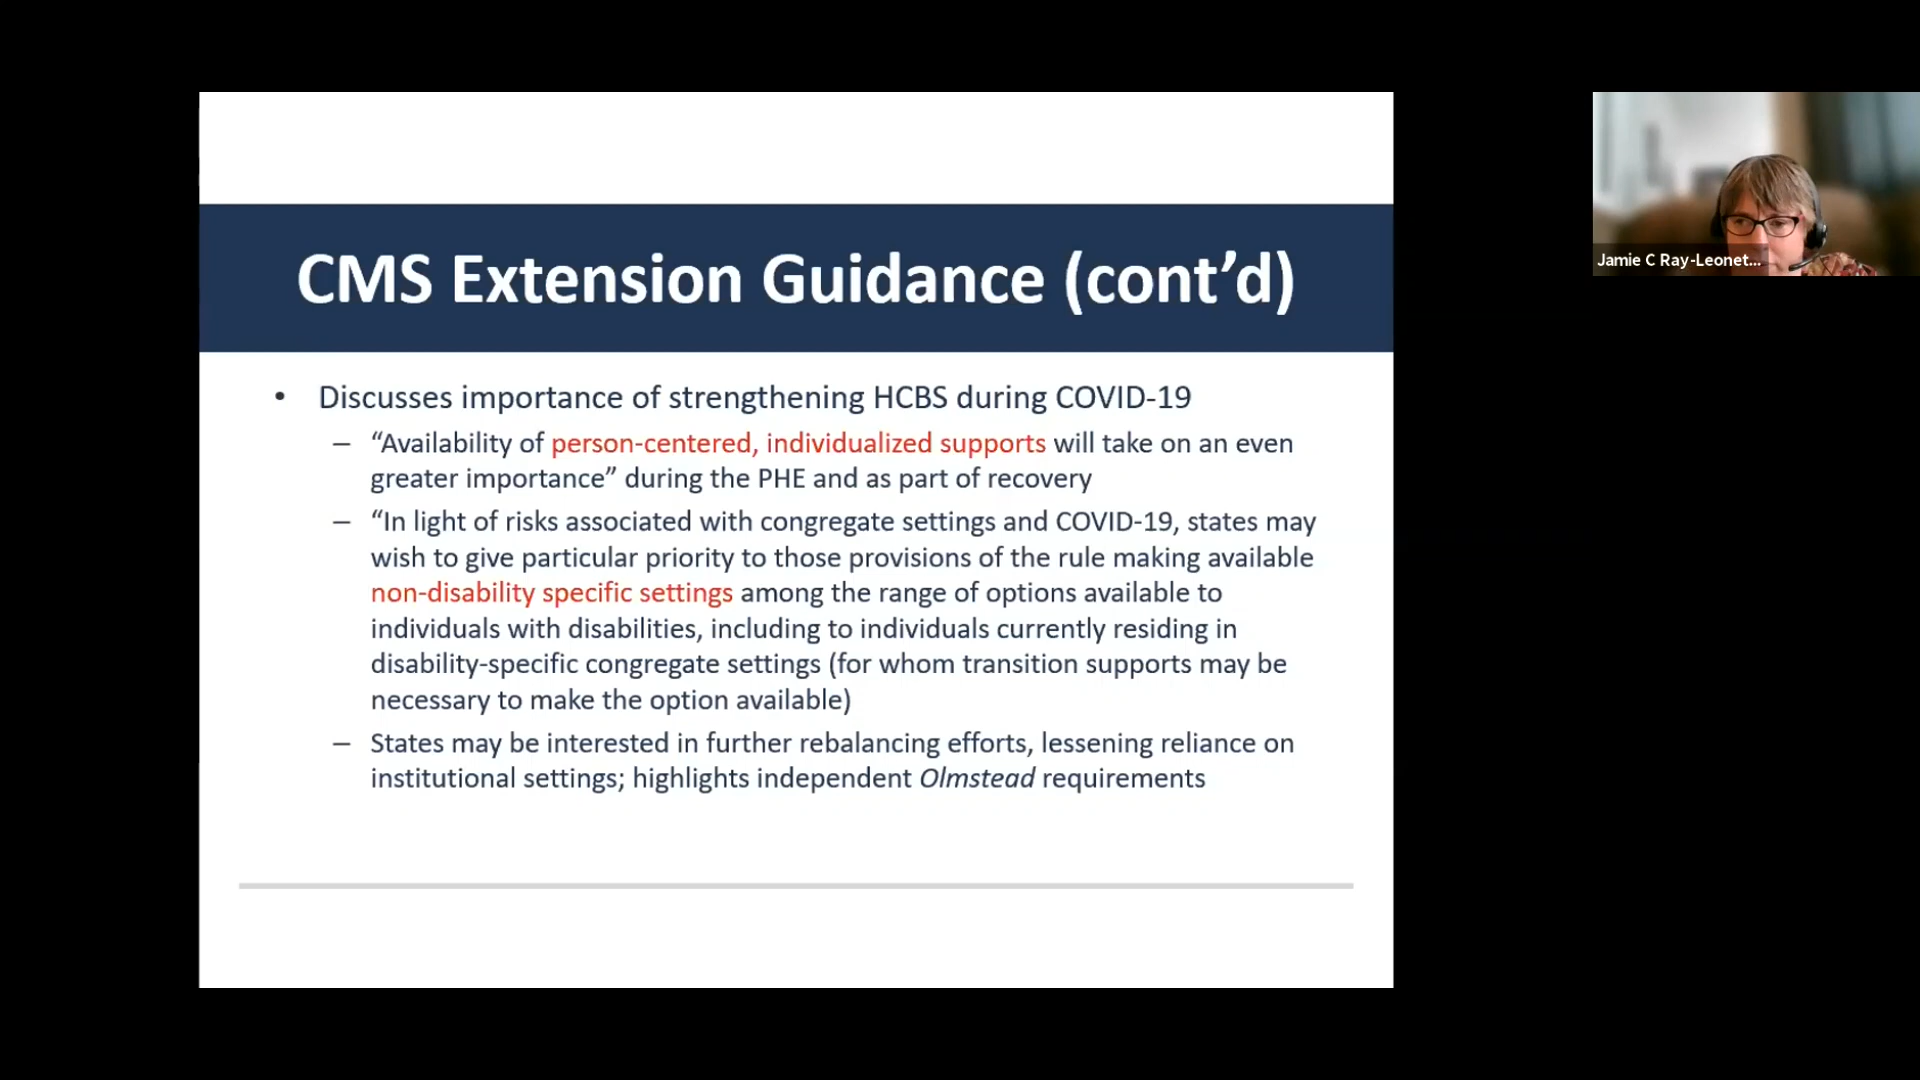 CMS Extension Guidance (cont’d)
• Discusses importance of strengthening HCBS during COVID-19
– “Availability of person-centered, individualized supports will take on an even
greater importance” during the PHE and as part of recovery
– “In light of risks associated with congregate settings and COVID-19, states may
wish to give particular priority to those provisions of the rule making available
non-disability specific settings among the range of options available to
individuals with disabilities, including to individuals currently residing in
disability-specific congregate settings (for whom transition supports may be
necessary to make the option available)
– States may be interested in further rebalancing efforts, lessening reliance on
institutional settings; highlights independent Olmstead requirements
Jamie C Ray-Leonet...